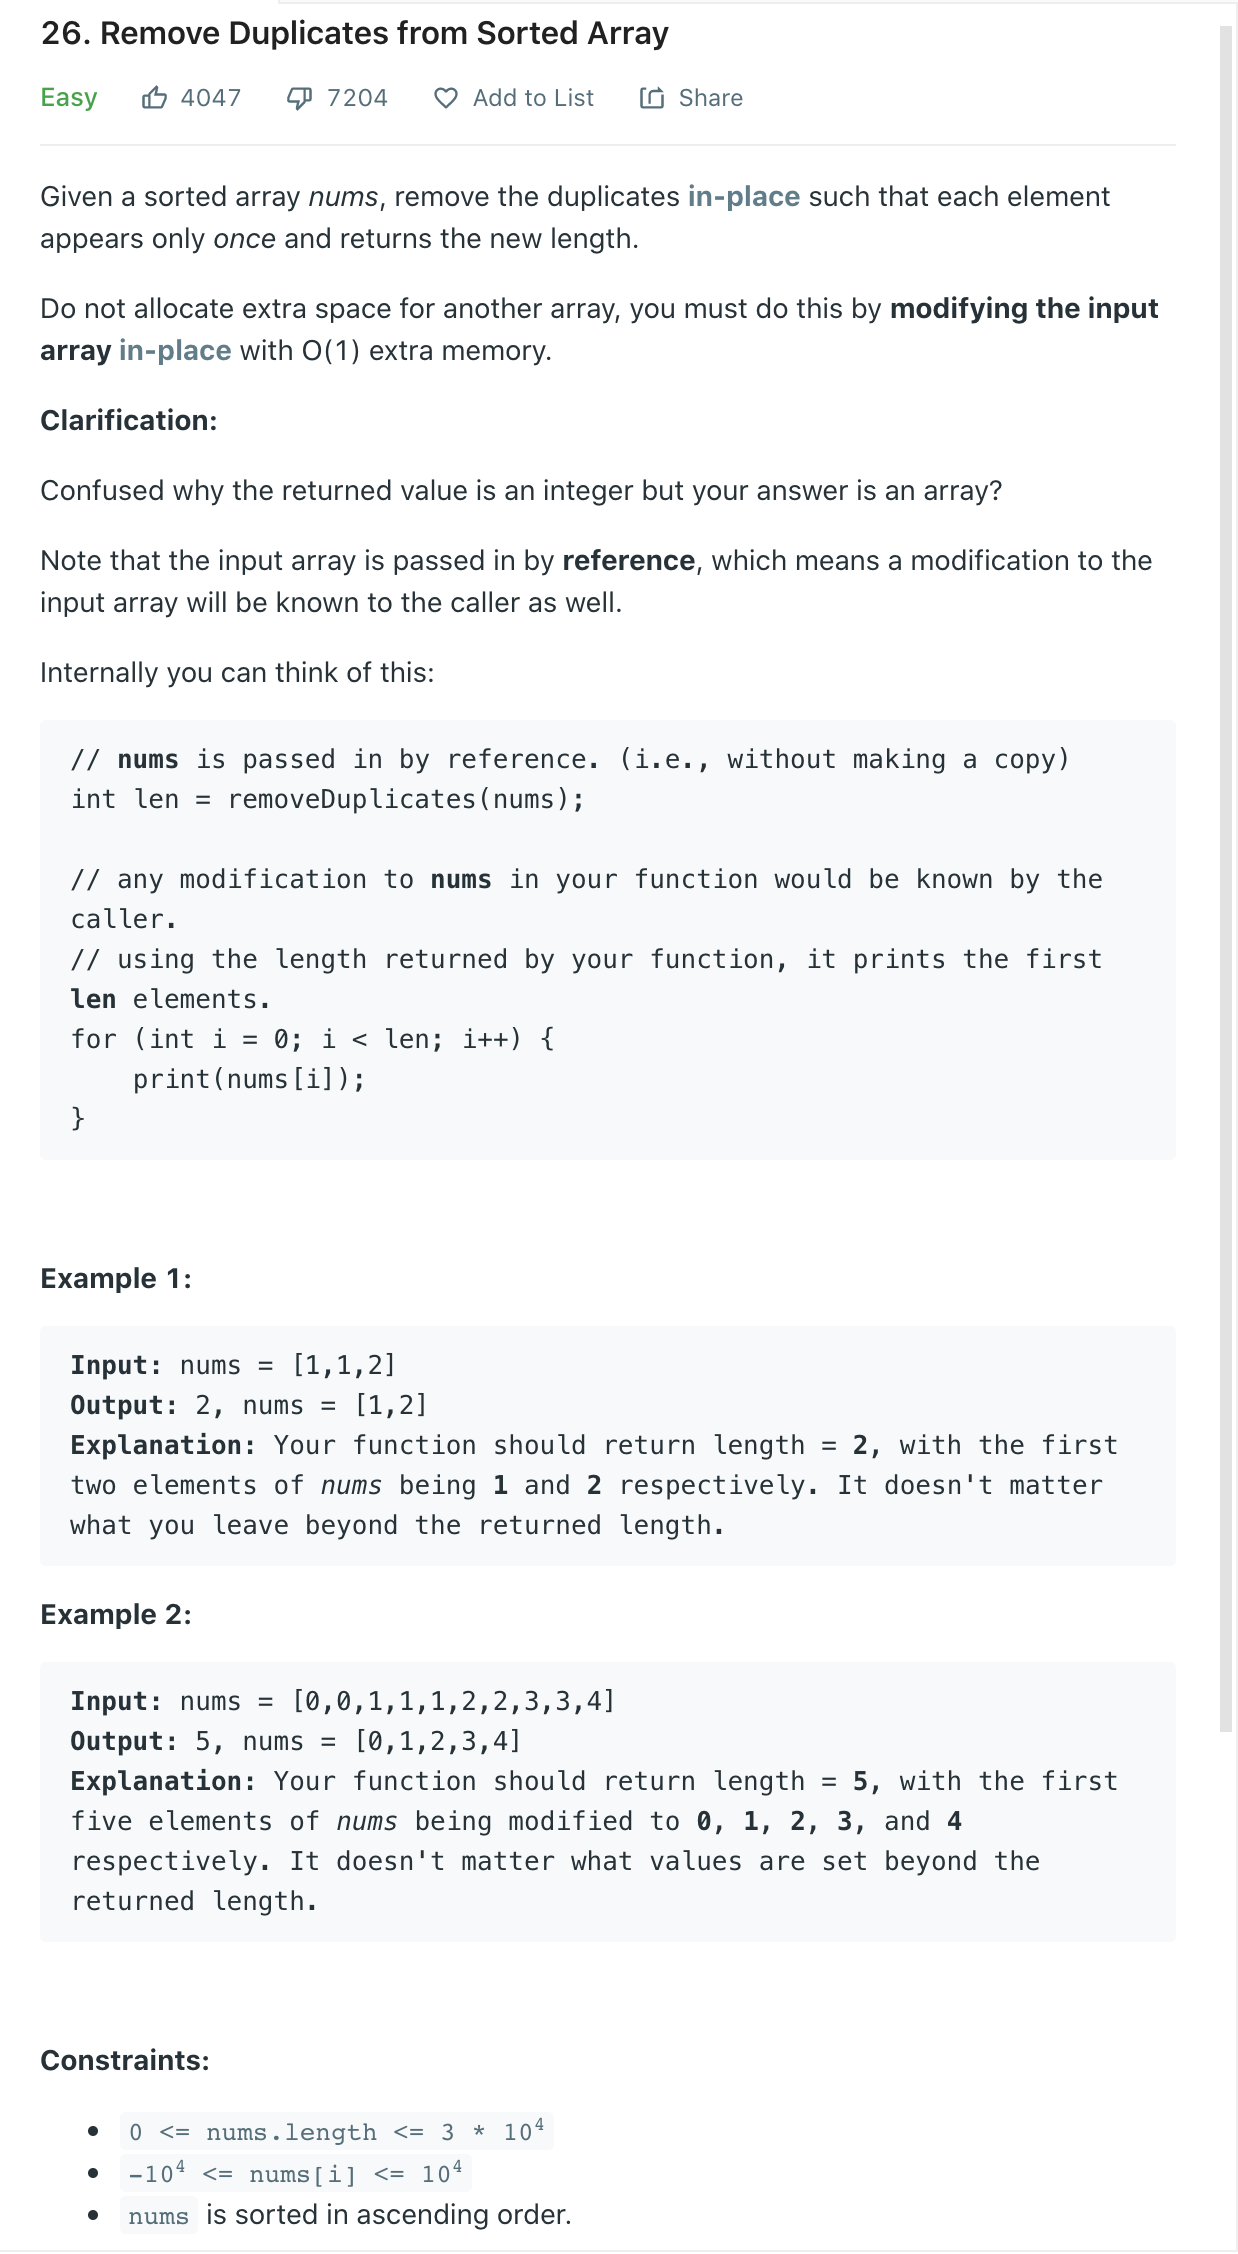 26. Remove Duplicates from Sorted Array
Easy 4047 7204 Add to List Share
Given a sorted array nums, remove the duplicates in-place such that each element
appears only once and returns the new length.
Do not allocate extra space for another array, you must do this by modifying the input
array in-place with O(1) extra memory.
Clarification:
Confused why the returned value is an integer but your answer is an array?
Note that the input array is passed in by reference, which means a modification to the
input array will be known to the caller as well.
Internally you can think of this:
// nums is passed in by reference. (i.e., without making a copy)
int len = removeDuplicates(nums);
// any modification to nums in your function would be known by the
caller.
// using the length returned by your function, it prints the first
len elements.
for (int i = 0; i < len; i++) {
    print(nums[i]);
}
Example 1:
Input: nums = [1,1,2]
Output: 2, nums = [1,2]
Explanation: Your function should return length = 2, with the first
two elements of nums being 1 and 2 respectively. It doesn't matter
what you leave beyond the returned length.
Example 2:
Input: nums = [0,0,1,1,1,2,2,3,3,4]
Output: 5, nums = [0,1,2,3,4]
Explanation: Your function should return length = 5, with the first
five elements of nums being modified to 0, 1, 2, 3, and 4
respectively. It doesn't matter what values are set beyond the
returned length.
Constraints:
• 0 <= nums.length <= 3 * 10⁴
• -10⁴ <= nums[i] <= 10⁴
• nums is sorted in ascending order.